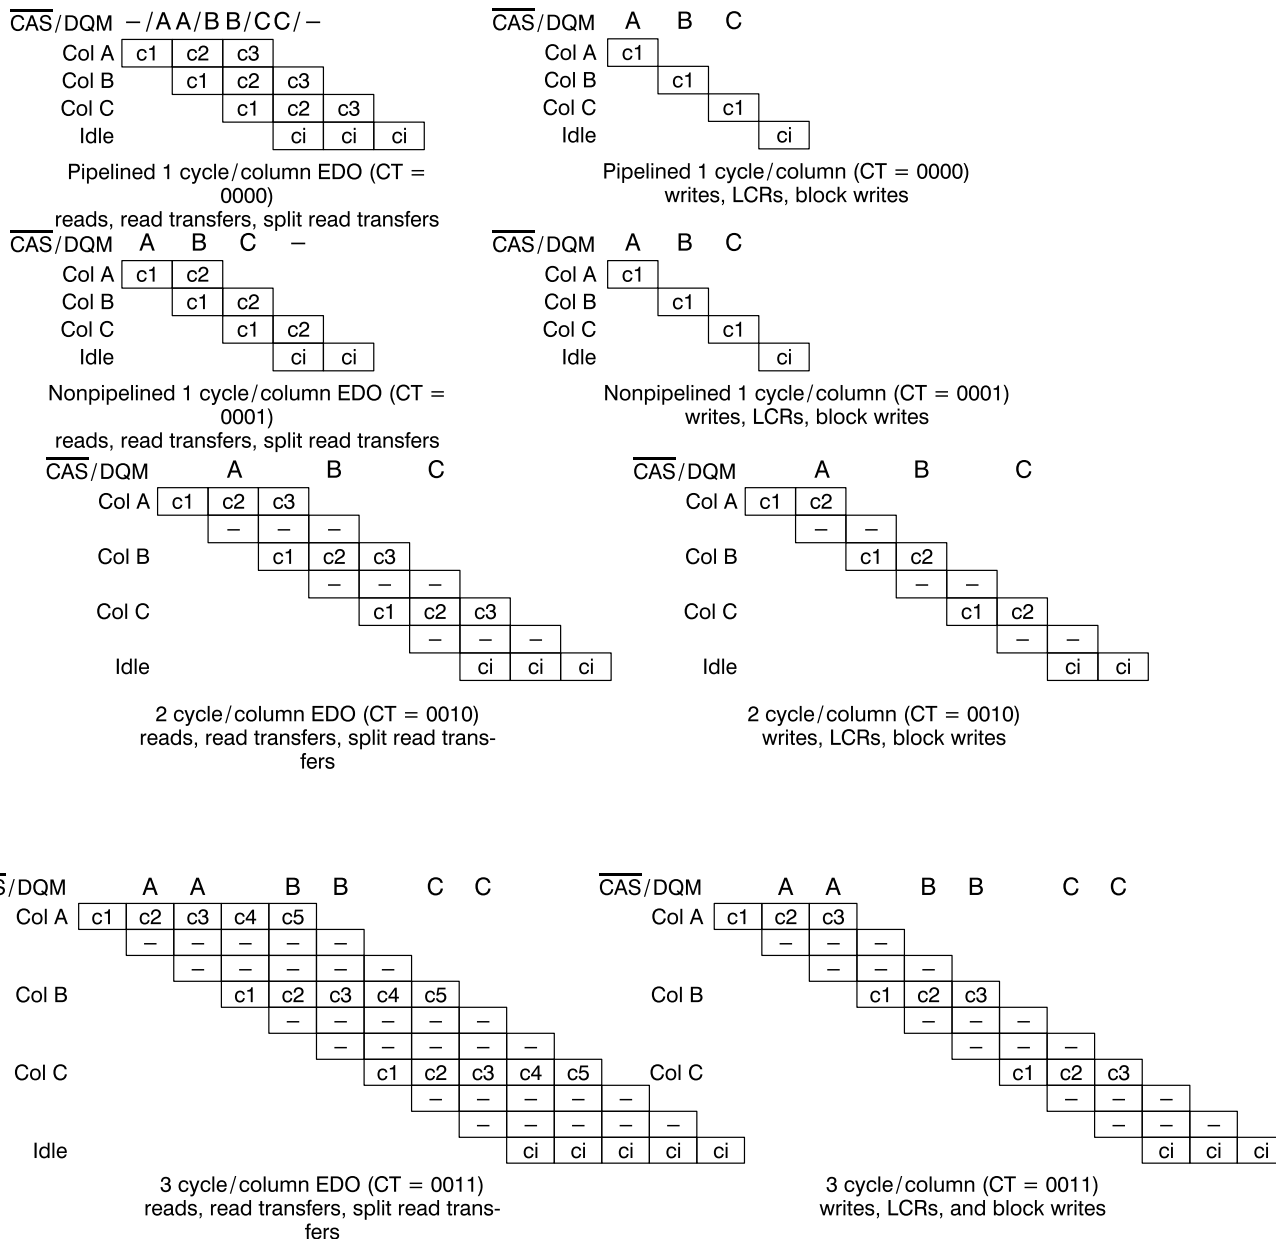 CAS/DQM –/A A/B B/C C/–
Col A c1 c2 c3
Col B c1 c2 c3
Col C c1 c2 c3
Idle ci ci ci
Pipelined 1 cycle/column EDO (CT =
0000)
reads, read transfers, split read transfers
CAS/DQM A B C
Col A c1
Col B c1
Col C c1
Idle ci
Pipelined 1 cycle/column (CT = 0000)
writes, LCRs, block writes
CAS/DQM A B C –
Col A c1 c2
Col B c1 c2
Col C c1 c2
Idle ci ci
Nonpipelined 1 cycle/column EDO (CT =
0001)
reads, read transfers, split read transfers
CAS/DQM A B C
Col A c1
Col B c1
Col C c1
Idle ci
Nonpipelined 1 cycle/column (CT = 0001)
writes, LCRs, block writes
CAS/DQM A B C
Col A c1 c2 c3
– – –
Col B c1 c2 c3
– – –
Col C c1 c2 c3
– – –
Idle ci ci ci
2 cycle/column EDO (CT = 0010)
reads, read transfers, split read trans-
fers
CAS/DQM A B C
Col A c1 c2
– –
Col B c1 c2
– –
Col C c1 c2
– –
Idle ci ci
2 cycle/column (CT = 0010)
writes, LCRs, block writes
S/DQM A A B B C C
Col A c1 c2 c3 c4 c5
– – – – –
– – – – –
Col B c1 c2 c3 c4 c5
– – – – –
– – – – –
Col C c1 c2 c3 c4 c5
– – – – –
– – – – –
Idle ci ci ci ci ci
3 cycle/column EDO (CT = 0011)
reads, read transfers, split read trans-
fers
CAS/DQM A A B B C C
Col A c1 c2 c3
– – –
– – –
Col B c1 c2 c3
– – –
– – –
Col C c1 c2 c3
– – –
– – –
ci ci ci
3 cycle/column (CT = 0011)
writes, LCRs, and block writes